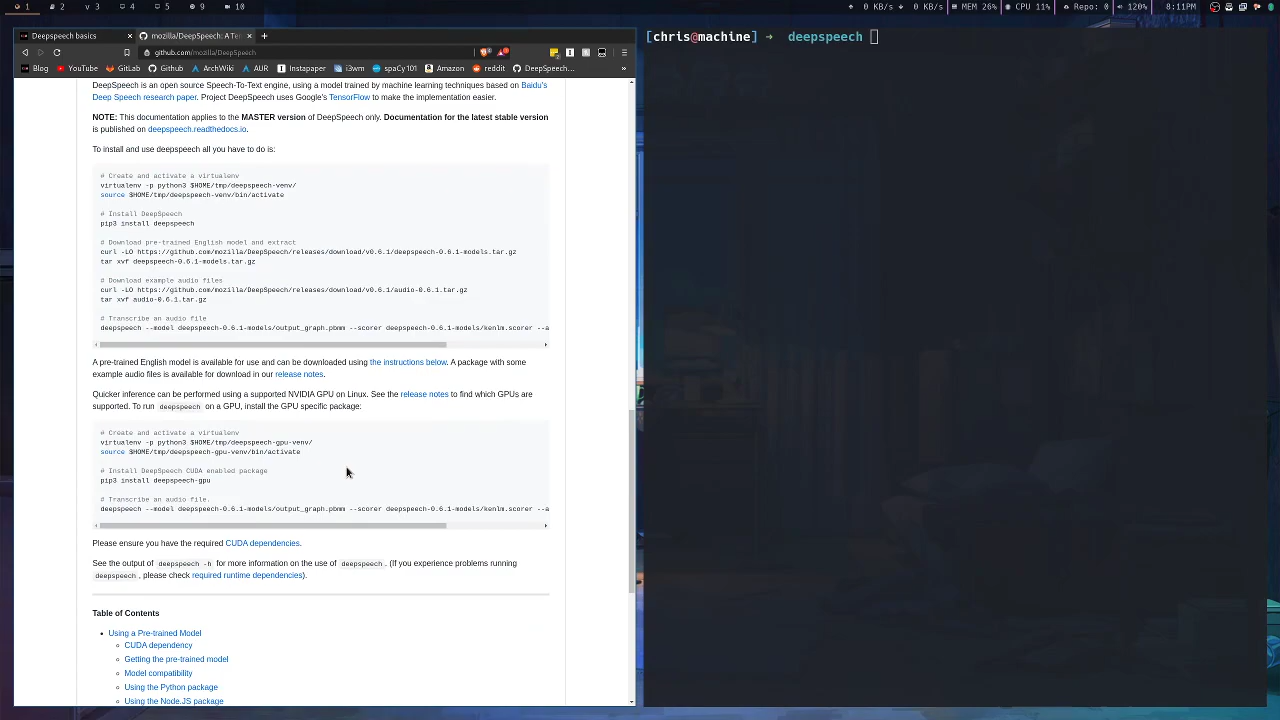 1 2 3 4 5 9 10 0 KB/s 0 KB/s MEM 26% CPU 11% Repo: 0 120% 8:11PM
Deepspeech basics mozilla/DeepSpeech: A Ten
github.com/mozilla/DeepSpeech
Blog YouTube GitLab Github ArchWiki AUR Instapaper i3wm spaCy 101 Amazon reddit DeepSpeech... »
DeepSpeech is an open source Speech-To-Text engine, using a model trained by machine learning techniques based on Baidu's
Deep Speech research paper. Project DeepSpeech uses Google's TensorFlow to make the implementation easier.
NOTE: This documentation applies to the MASTER version of DeepSpeech only. Documentation for the latest stable version
is published on deepspeech.readthedocs.io.
To install and use deepspeech all you have to do is:
# Create and activate a virtualenv
virtualenv -p python3 $HOME/tmp/deepspeech-venv/
source $HOME/tmp/deepspeech-venv/bin/activate
# Install DeepSpeech
pip3 install deepspeech
# Download pre-trained English model and extract
curl -LO https://github.com/mozilla/DeepSpeech/releases/download/v0.6.1/deepspeech-0.6.1-models.tar.gz
tar xvf deepspeech-0.6.1-models.tar.gz
# Download example audio files
curl -LO https://github.com/mozilla/DeepSpeech/releases/download/v0.6.1/audio-0.6.1.tar.gz
tar xvf audio-0.6.1.tar.gz
# Transcribe an audio file
deepspeech --model deepspeech-0.6.1-models/output_graph.pbmm --scorer deepspeech-0.6.1-models/kenlm.scorer --a
A pre-trained English model is available for use and can be downloaded using the instructions below. A package with some
example audio files is available for download in our release notes.
Quicker inference can be performed using a supported NVIDIA GPU on Linux. See the release notes to find which GPUs are
supported. To run deepspeech on a GPU, install the GPU specific package:
# Create and activate a virtualenv
virtualenv -p python3 $HOME/tmp/deepspeech-gpu-venv/
source $HOME/tmp/deepspeech-gpu-venv/bin/activate
# Install DeepSpeech CUDA enabled package
pip3 install deepspeech-gpu
# Transcribe an audio file.
deepspeech --model deepspeech-0.6.1-models/output_graph.pbmm --scorer deepspeech-0.6.1-models/kenlm.scorer --a
Please ensure you have the required CUDA dependencies.
See the output of deepspeech -h for more information on the use of deepspeech. (If you experience problems running
deepspeech, please check required runtime dependencies).
Table of Contents
• Using a Pre-trained Model
◦ CUDA dependency
◦ Getting the pre-trained model
◦ Model compatibility
◦ Using the Python package
◦ Using the Node.JS package
[chris@machine] → deepspeech